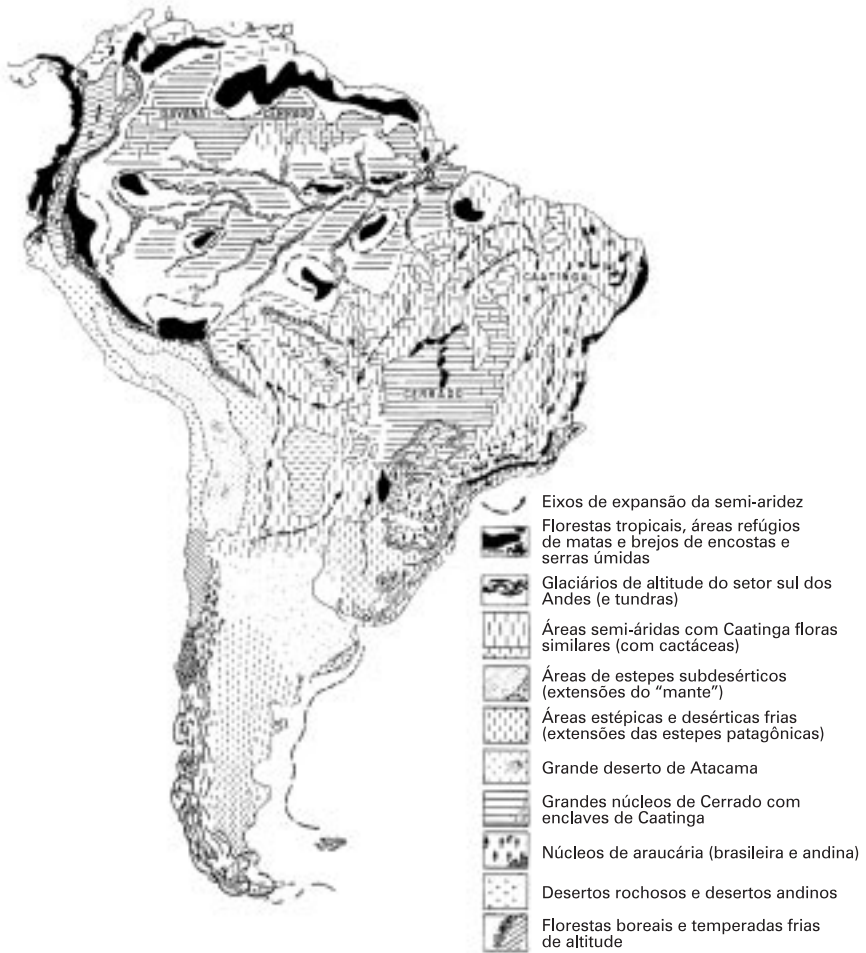 SAVANA
CERRADO
CAATINGA
CERRADO
Eixos de expansão da semi-aridez
Florestas tropicais, áreas refúgios
de matas e brejos de encostas e
serras úmidas
Glaciários de altitude do setor sul dos
Andes (e tundras)
Áreas semi-áridas com Caatinga floras
similares (com cactáceas)
Áreas de estepes subdesérticos
(extensões do “mante”)
Áreas estépicas e desérticas frias
(extensões das estepes patagônicas)
Grande deserto de Atacama
Grandes núcleos de Cerrado com
enclaves de Caatinga
Núcleos de araucária (brasileira e andina)
Desertos rochosos e desertos andinos
Florestas boreais e temperadas frias
de altitude